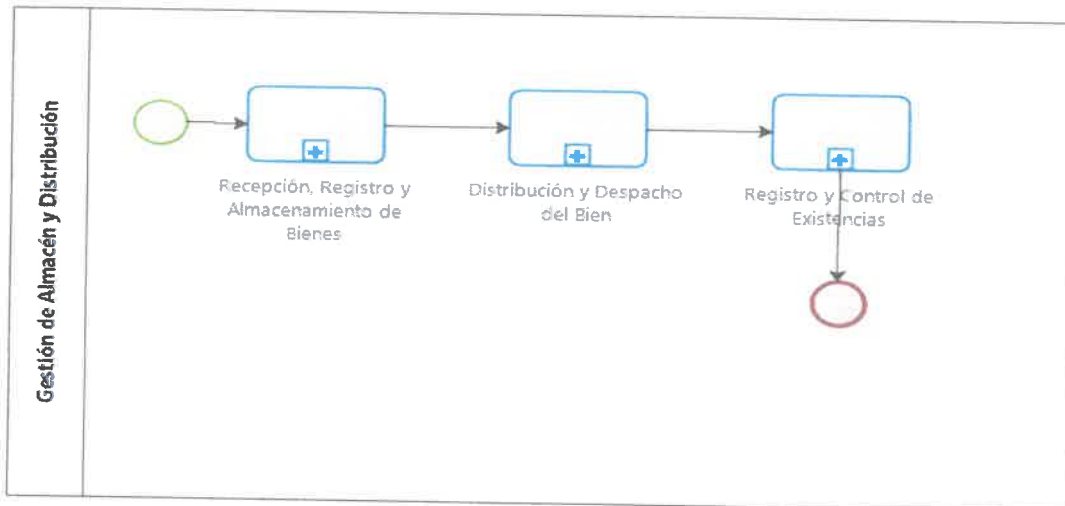 Gestión de Almacén y Distribución
Recepción, Registro y
Almacenamiento de
Bienes
Distribución y Despacho
del Bien
Registro y Control de
Existencias